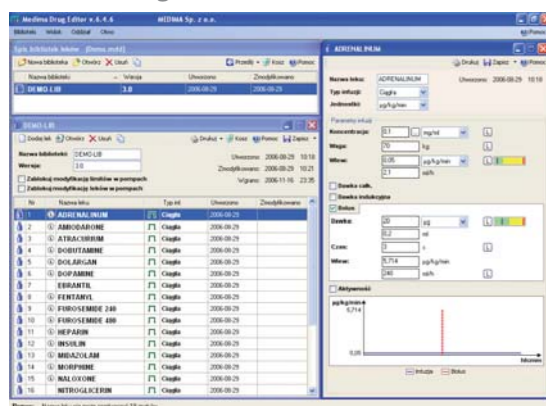 Medima Drug Editor v.6.4.6 MEDIMA Sp. z o.o.
Biblioteki Widok Oddział Okno Pomoc
Spis bibliotek leków
Nowa biblioteka Otwórz Usuń Prześlij Kosz Pomoc
Nazwa biblioteki Wersja Utworzono Zmodyfikowano
DEMO-LIB 3.0 2006-08-29 2006-08-29
DEMO-LIB
Dodaj lek Otwórz Usuń Drukuj Kosz Pomoc Zapisz
Nazwa biblioteki: DEMO-LIB Utworzono: 2006-08-29 10:18
Wersja: 3.0 Zmodyfikowano: 2006-08-29 10:21
Zablokuj modyfikację limitów w pompach Wgrano: 2006-11-16 23:35
Zablokuj modyfikację leków w pompach
Nr Nazwa leku Typ inf. Utworzono Zmodyfikowano
1 ADRENALINUM Ciągła 2006-08-29
2 AMIODARONE Ciągła 2006-08-29
3 ATRACURIUM Ciągła 2006-08-29
4 DOBUTAMINE Ciągła 2006-08-29
5 DOLARGAN Ciągła 2006-08-29
6 DOPAMINE Ciągła 2006-08-29
7 EBRANTIL Ciągła 2006-08-29
8 FENTANYL Ciągła 2006-08-29
9 FUROSEMIDE 240 Ciągła 2006-08-29
10 FUROSEMIDE 480 Ciągła 2006-08-29
11 HEPARIN Ciągła 2006-08-29
12 INSULIN Ciągła 2006-08-29
13 MIDAZOLAM Ciągła 2006-08-29
14 MORPHINE Ciągła 2006-08-29
15 NALOXONE Ciągła 2006-08-29
16 NITROGLICERIN Ciągła 2006-08-29
ADRENALINUM
Drukuj Zapisz Pomoc
Nazwa leku: ADRENALINUM Utworzono: 2006-08-29 10:18
Typ infuzji: Ciągła
Jednostki: µg/kg/min
Parametry infuzji
Koncentracja: 0.1 ... mg/ml L
Waga: 70 kg L
Wlew: 0,05 µg/kg/min L
2.1 ml/h
Dawka całk.
Dawka indukcyjna
Bolus
Dawka: 20 µg L
0,2 ml
Czas: 3 s L
Wlew: 5,714 µg/kg/min
240 ml/h L
Aktywność
µg/kg/min
5,714
0,05
Infuzja Bolus